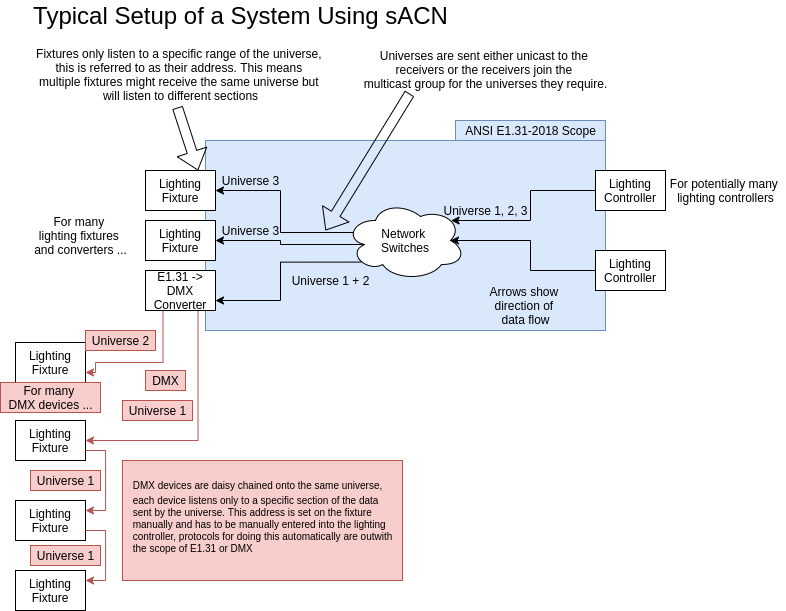 Typical Setup of a System Using sACN
Fixtures only listen to a specific range of the universe,
this is referred to as their address. This means
multiple fixtures might receive the same universe but
will listen to different sections
Universes are sent either unicast to the
receivers or the receivers join the
multicast group for the universes they require.
ANSI E1.31-2018 Scope
Lighting
Fixture
Universe 3
Universe 1, 2, 3
Lighting
Controller
For potentially many
lighting controllers
For many
lighting fixtures
and converters ...
Lighting
Fixture
Universe 3
Network
Switches
Lighting
Controller
E1.31 ->
DMX
Converter
Universe 1 + 2
Arrows show
direction of
data flow
Universe 2
Lighting
Fixture
For many
DMX devices ...
DMX
Universe 1
Lighting
Fixture
Universe 1
Lighting
Fixture
Universe 1
Lighting
Fixture
DMX devices are daisy chained onto the same universe,
each device listens only to a specific section of the data
sent by the universe. This address is set on the fixture
manually and has to be manually entered into the lighting
controller, protocols for doing this automatically are outwith
the scope of E1.31 or DMX